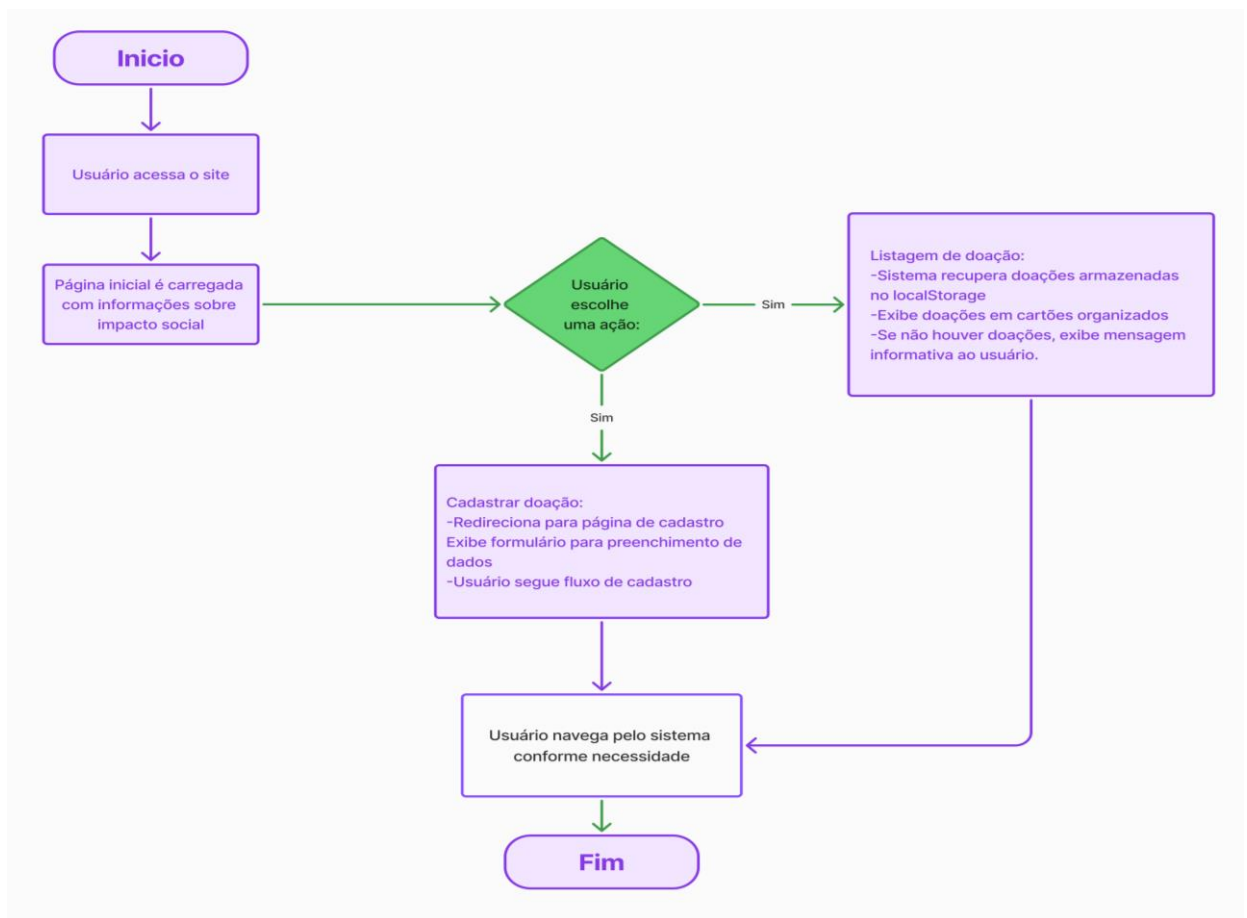 Inicio
Usuário acessa o site
Página inicial é carregada
com informações sobre
impacto social
Usuário
escolhe
uma ação:
Sim
Listagem de doação:
-Sistema recupera doações armazenadas
no localStorage
-Exibe doações em cartões organizados
-Se não houver doações, exibe mensagem
informativa ao usuário.
Sim
Cadastrar doação:
-Redireciona para página de cadastro
Exibe formulário para preenchimento de
dados
-Usuário segue fluxo de cadastro
Usuário navega pelo sistema
conforme necessidade
Fim